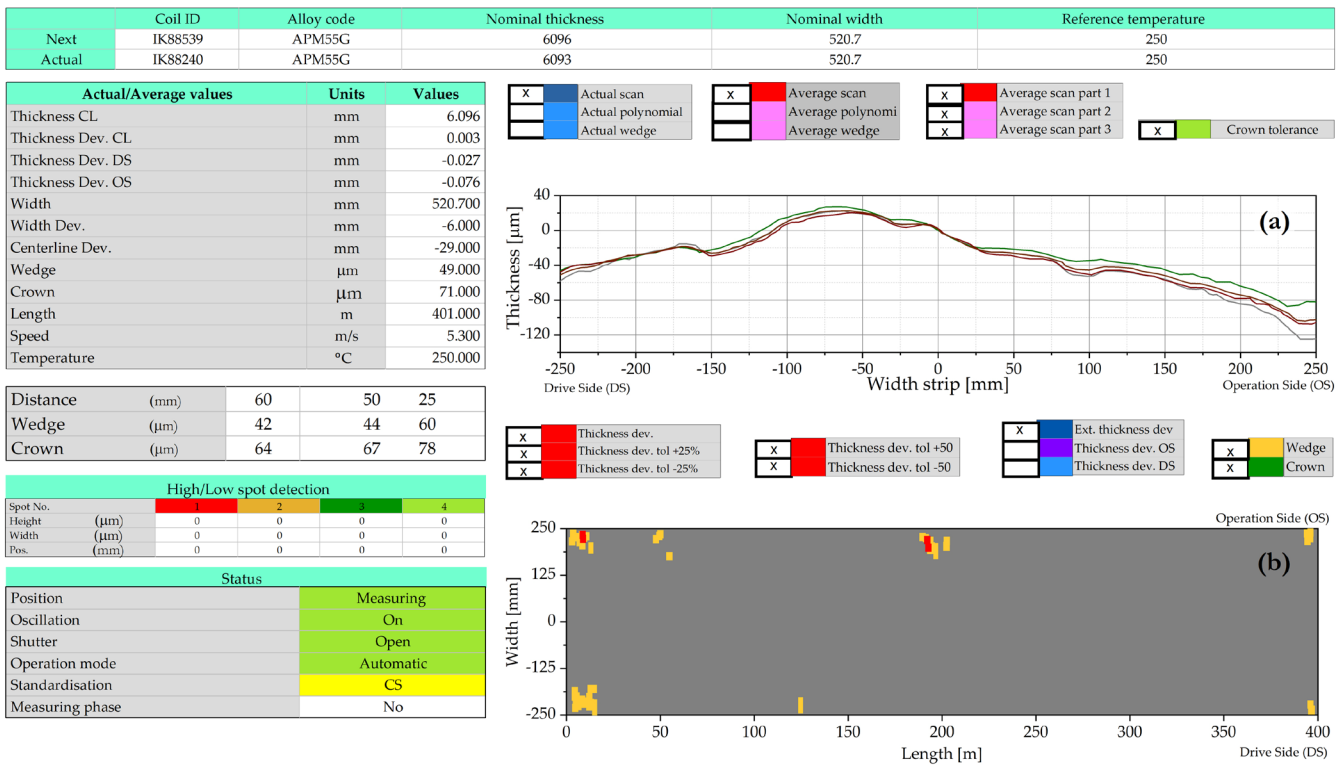 Coil ID Alloy code Nominal thickness Nominal width Reference temperature
Next IK88539 APM55G 6096 520.7 250
Actual IK88240 APM55G 6093 520.7 250
Actual/Average values Units Values
Thickness CL mm 6.096
Thickness Dev. CL mm 0.003
Thickness Dev. DS mm -0.027
Thickness Dev. OS mm -0.076
Width mm 520.700
Width Dev. mm -6.000
Centerline Dev. mm -29.000
Wedge µm 49.000
Crown µm 71.000
Length m 401.000
Speed m/s 5.300
Temperature °C 250.000
Distance (mm) 60 50 25
Wedge (µm) 42 44 60
Crown (µm) 64 67 78
High/Low spot detection
Spot No. 1 2 3 4
Height (µm) 0 0 0 0
Width (µm) 0 0 0 0
Pos. (mm) 0 0 0 0
Status
Position Measuring
Oscillation On
Shutter Open
Operation mode Automatic
Standardisation CS
Measuring phase No
x Actual scan
Actual polynomial
Actual wedge
x Average scan
Average polynomi
Average wedge
x Average scan part 1
x Average scan part 2
x Average scan part 3
x Crown tolerance
(a)
Thickness [µm]
40
0
-40
-80
-120
-250 -200 -150 -100 -50 0 50 100 150 200 250
Drive Side (DS) Width strip [mm] Operation Side (OS)
x Thickness dev.
x Thickness dev. tol +25%
x Thickness dev. tol -25%
x Thickness dev. tol +50
x Thickness dev. tol -50
x Ext. thickness dev
Thickness dev. OS
Thickness dev. DS
x Wedge
x Crown
Operation Side (OS)
(b)
Width [mm]
250
125
0
-125
-250
0 50 100 150 200 250 300 350 400
Length [m] Drive Side (DS)